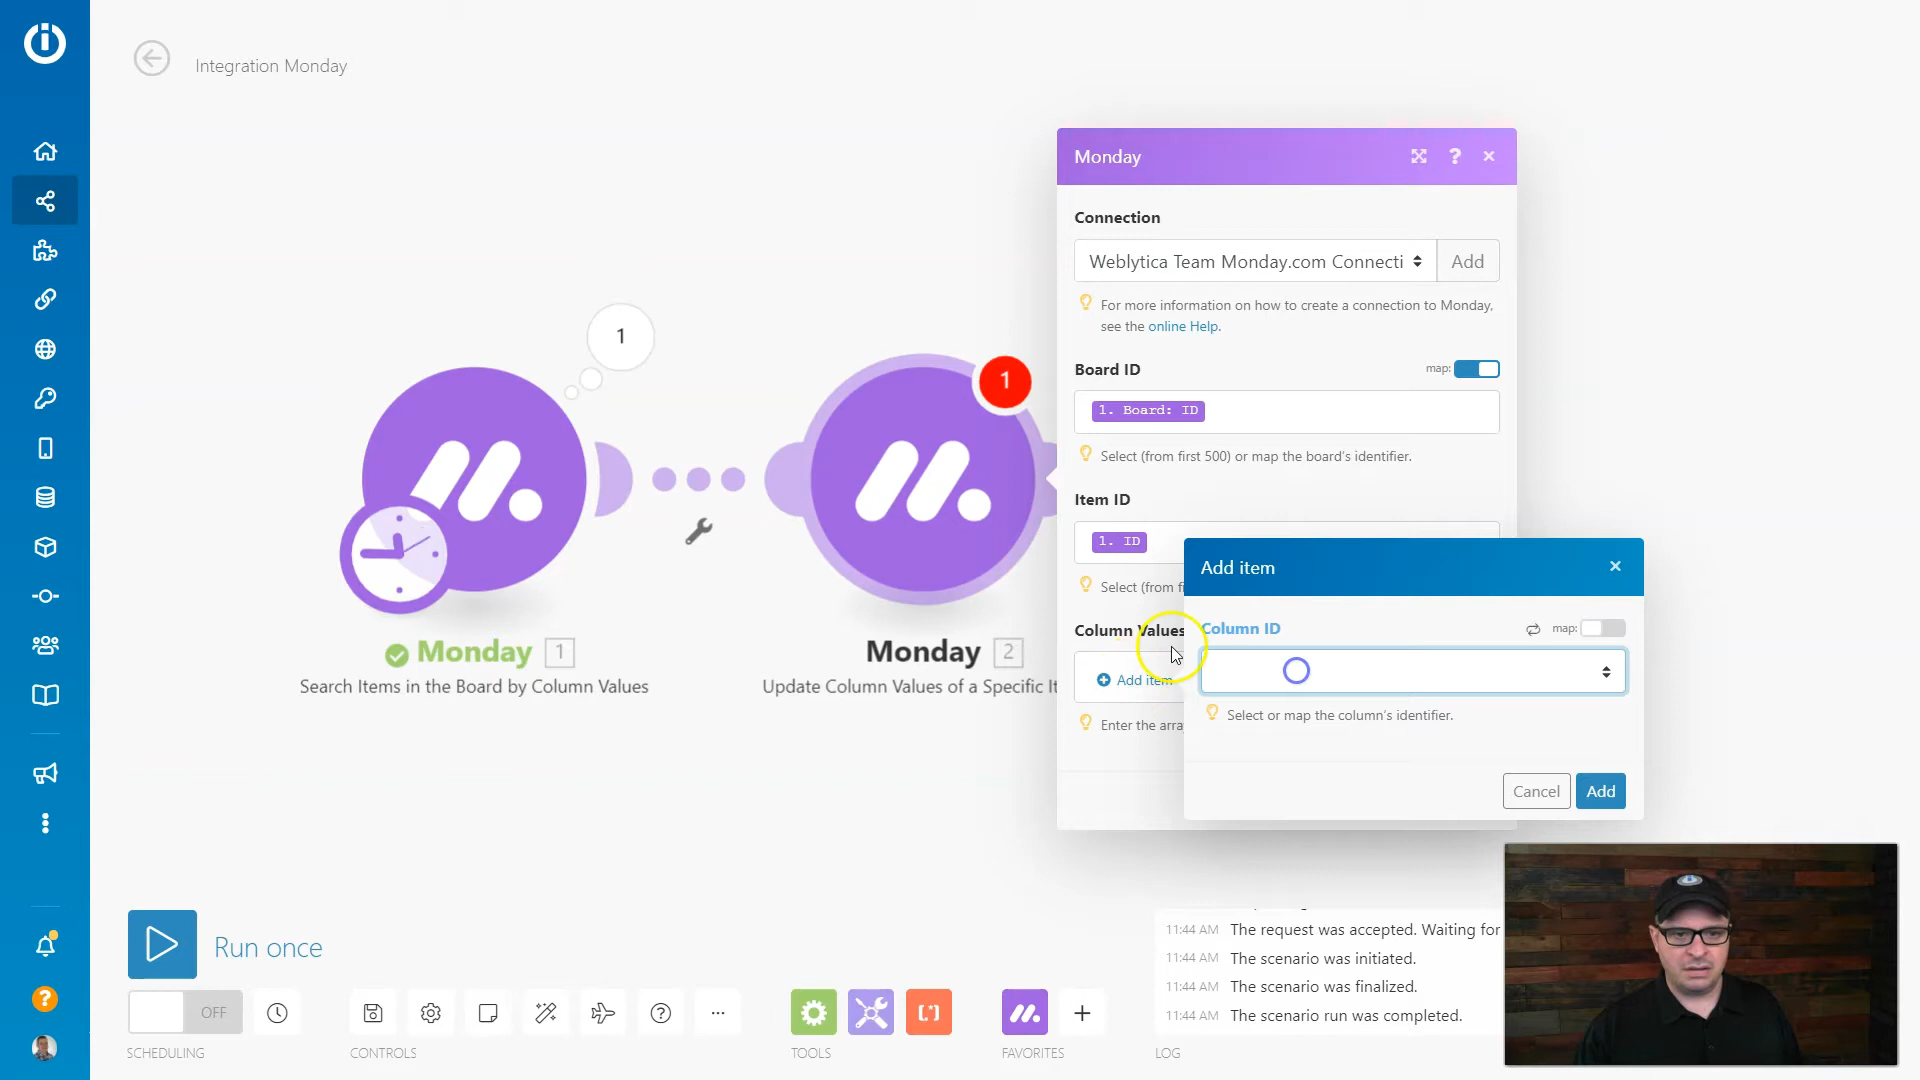 Integration Monday
Monday
Connection
Weblytica Team Monday.com Connecti
Add
For more information on how to create a connection to Monday,
see the online Help.
Board ID
map:
1. Board: ID
Select (from first 500) or map the board's identifier.
Item ID
1. ID
Select (from fi
Column Values
Add item
Enter the arra
Add item
Column ID
map:
Select or map the column's identifier.
Cancel
Add
1
1
Monday 1
Search Items in the Board by Column Values
Monday 2
Update Column Values of a Specific It
Run once
11:44 AM The request was accepted. Waiting for
11:44 AM The scenario was initiated.
11:44 AM The scenario was finalized.
11:44 AM The scenario run was completed.
OFF
SCHEDULING
CONTROLS
TOOLS
FAVORITES
LOG